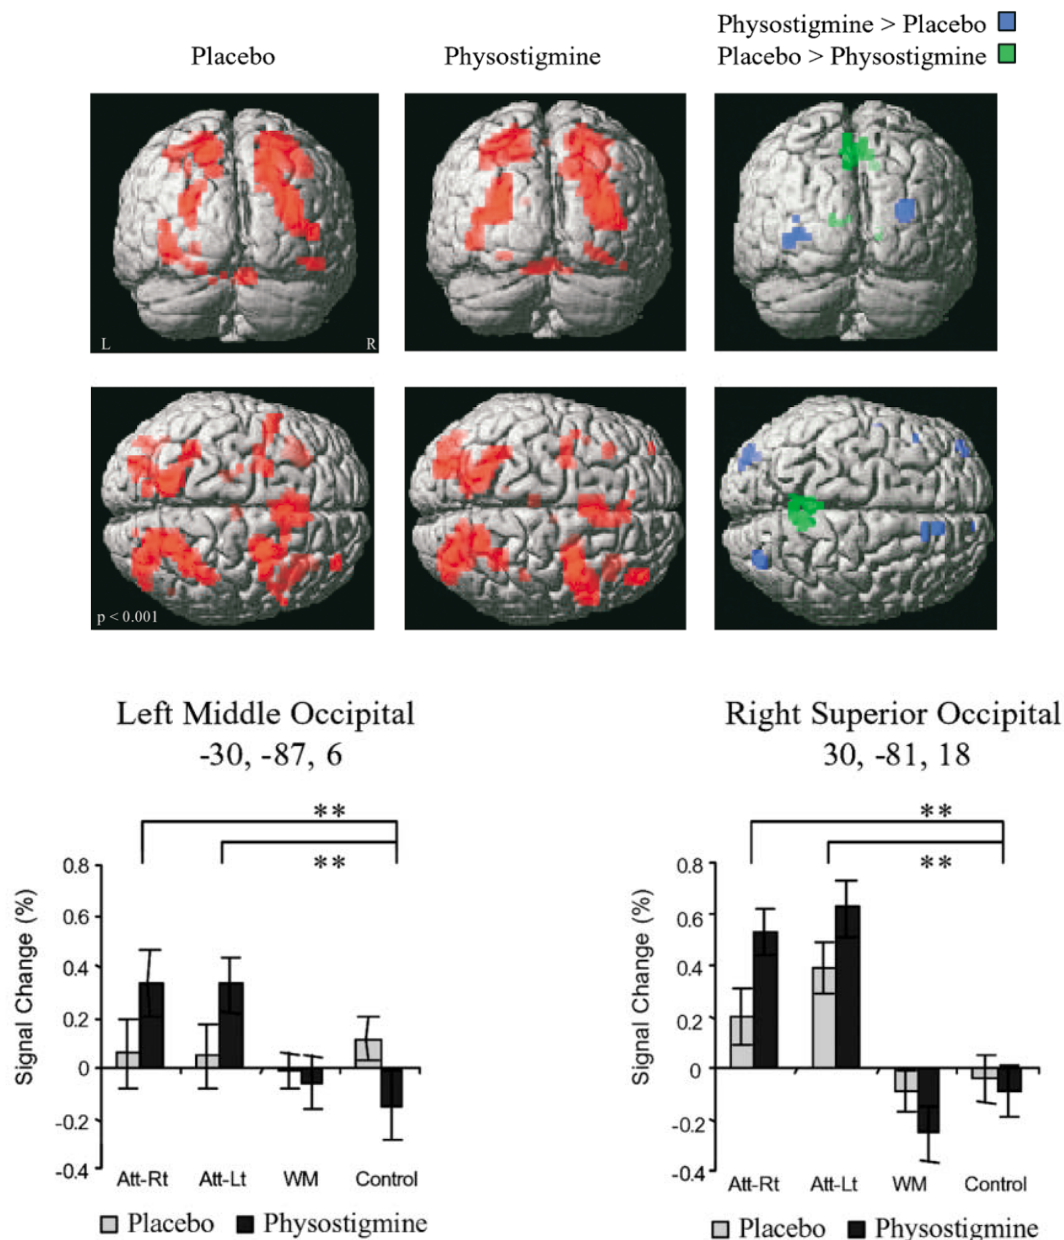 Physostigmine > Placebo
Placebo > Physostigmine
Placebo
Physostigmine
L
R
p < 0.001
Left Middle Occipital
-30, -87, 6
**
**
Signal Change (%)
0.8
0.6
0.4
0.2
0
-0.2
-0.4
Att-Rt
Att-Lt
WM
Control
Placebo
Physostigmine
Right Superior Occipital
30, -81, 18
**
**
Signal Change (%)
0.8
0.6
0.4
0.2
0
-0.2
-0.4
Att-Rt
Att-Lt
WM
Control
Placebo
Physostigmine